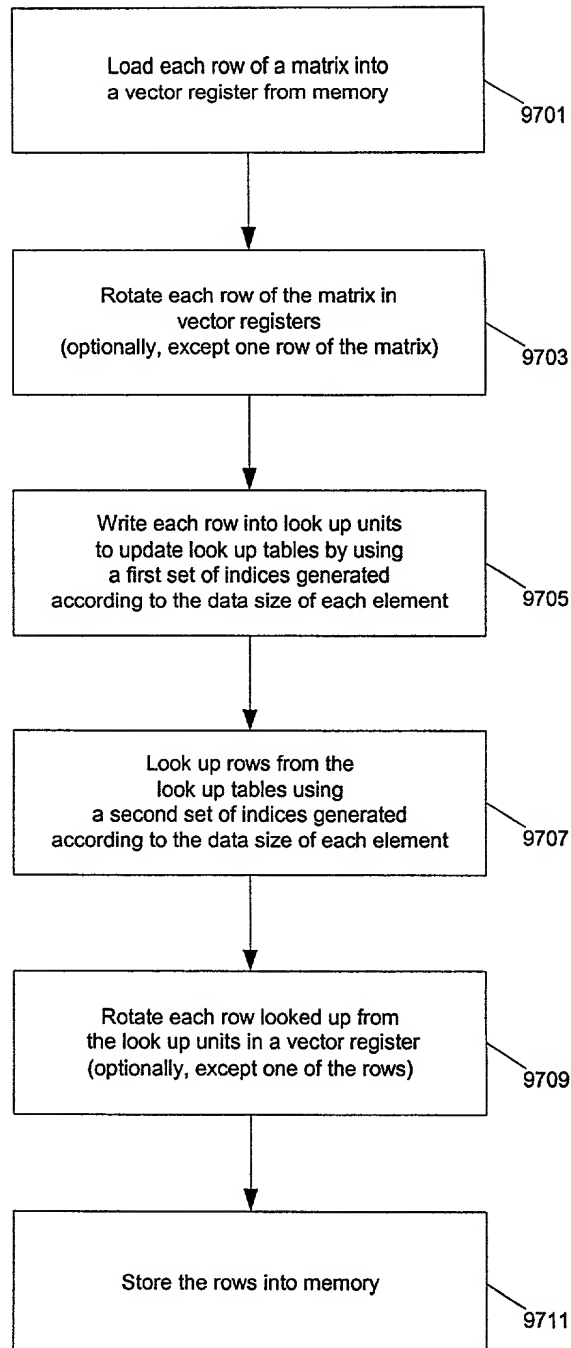 Load each row of a matrix into
a vector register from memory
9701
Rotate each row of the matrix in
vector registers
(optionally, except one row of the matrix)
9703
Write each row into look up units
to update look up tables by using
a first set of indices generated
according to the data size of each element
9705
Look up rows from the
look up tables using
a second set of indices generated
according to the data size of each element
9707
Rotate each row looked up from
the look up units in a vector register
(optionally, except one of the rows)
9709
Store the rows into memory
9711